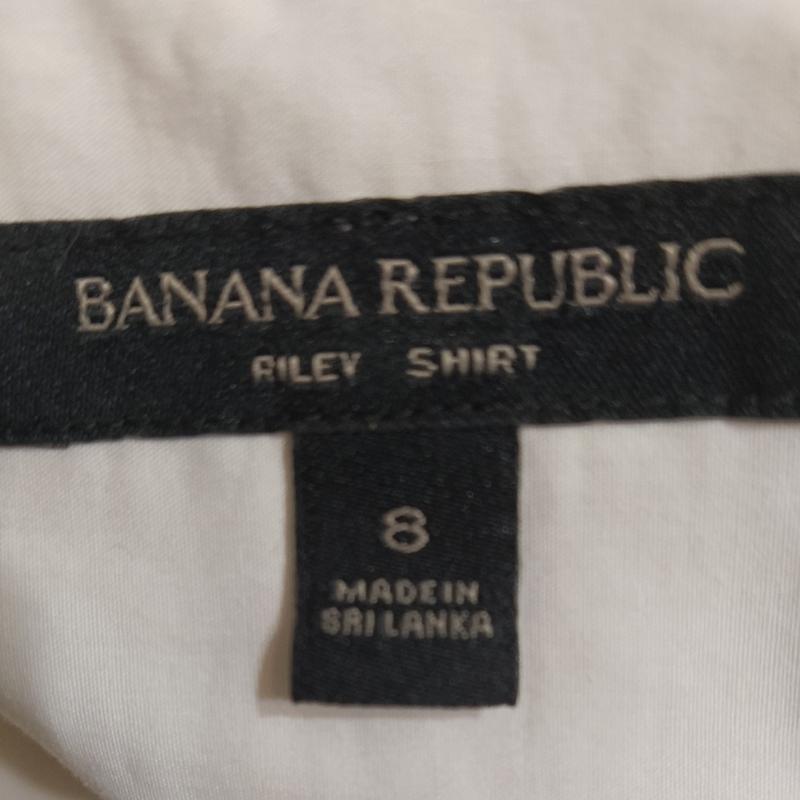 BANANA REPUBLIC
RILEY SHIRT
8
MADE IN
SRI LANKA